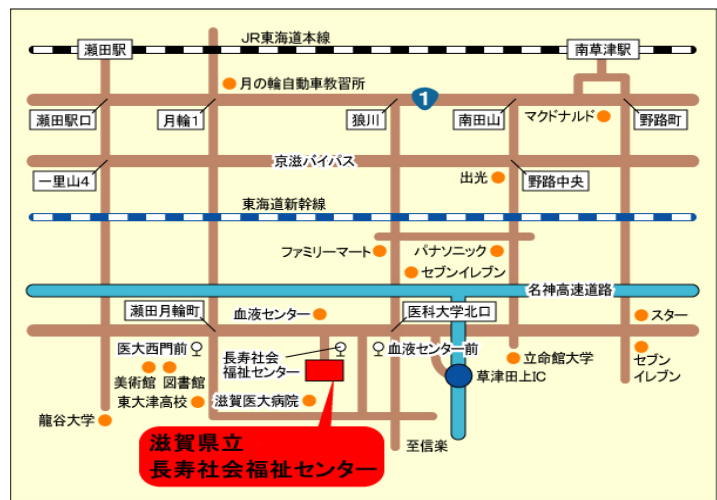 JR東海道本線
瀬田駅
南草津駅
月の輪自動車教習所
1
瀬田駅口
月輪1
狼川
南田山
マクドナルド
野路町
京滋バイパス
一里山4
出光
野路中央
東海道新幹線
ファミリーマート
パナソニック
セブンイレブン
名神高速道路
瀬田月輪町
血液センター
医科大学北口
スター
医大西門前
長寿社会
福祉センター
血液センター前
立命館大学
セブン
イレブン
美術館
図書館
草津田上IC
東大津高校
滋賀医大病院
龍谷大学
滋賀県立
長寿社会福祉センター
至信楽